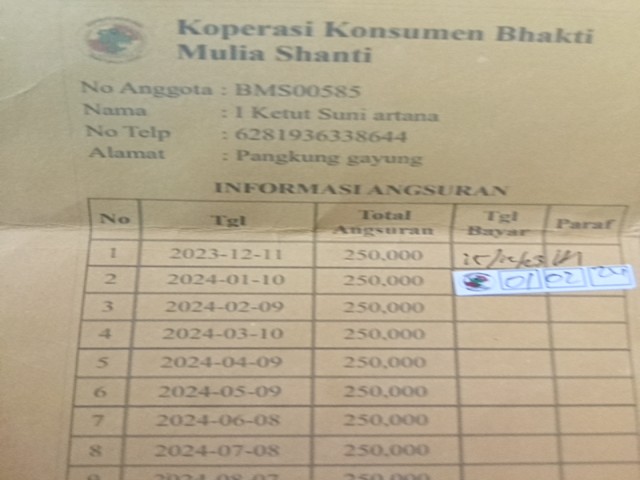 Koperasi Konsumen Bhakti
Mulia Shanti
No Anggota : BMS00585
Nama : I Ketut Suni artana
No Telp : 6281936338644
Alamat : Pangkung gayung
INFORMASI ANGSURAN
No Tgl Total Angsuran Tgl Bayar Paraf
1 2023-12-11 250,000
2 2024-01-10 250,000 01 02 24
3 2024-02-09 250,000
4 2024-03-10 250,000
5 2024-04-09 250,000
6 2024-05-09 250,000
7 2024-06-08 250,000
8 2024-07-08 250,000
9 2024-08-07 250,000